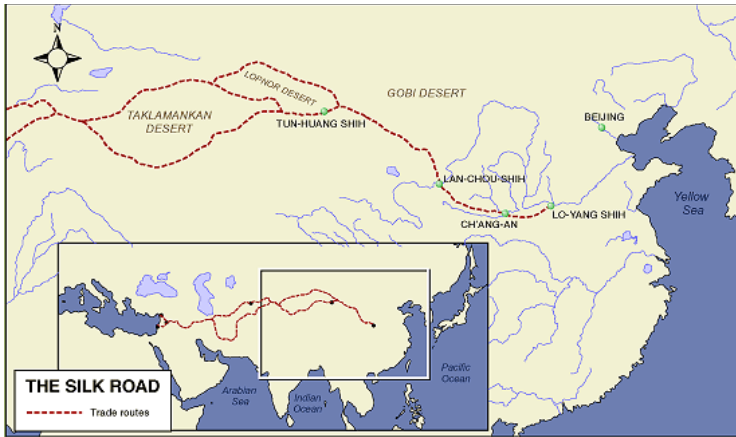 N
LOPNOR DESERT
GOBI DESERT
TAKLAMANKAN
DESERT
TUN-HUANG SHIH
BEIJING
LAN-CHOU-SHIH
Yellow
Sea
CH'ANG-AN
LO-YANG SHIH
Pacific
Ocean
Arabian
Sea
Indian
Ocean
THE SILK ROAD
Trade routes